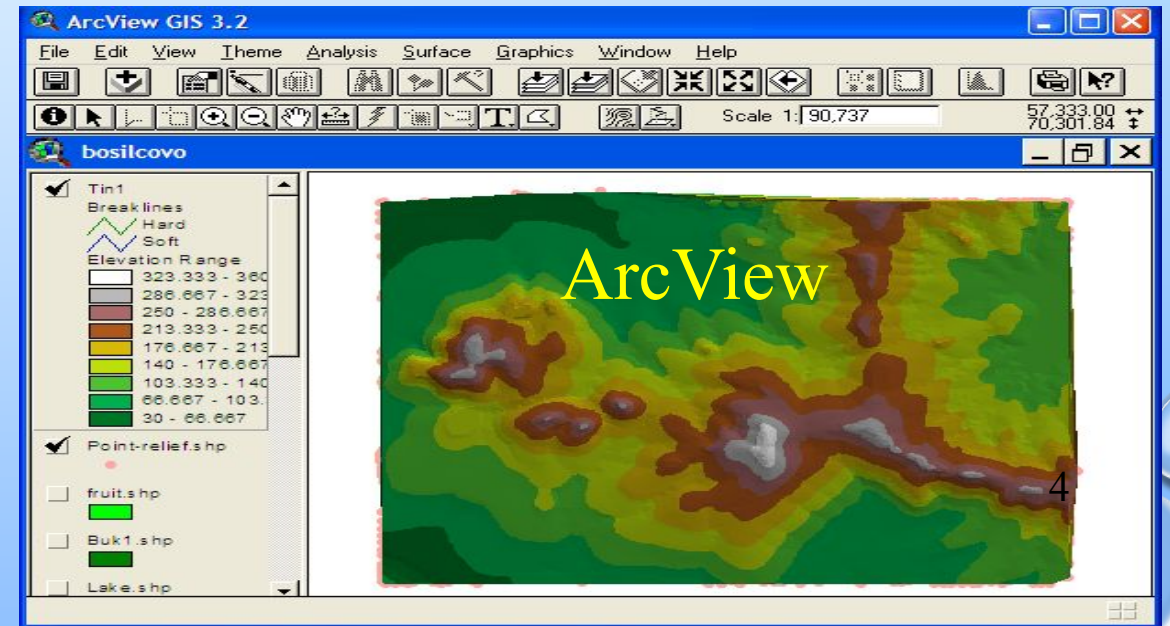 ArcView GIS 3.2
File Edit View Theme Analysis Surface Graphics Window Help
Scale 1: 90,737
57,333.00
70,301.84
bosilcovo
Tin1
Breaklines
Hard
Soft
Elevation Range
323.333 - 360
286.667 - 323
250 - 286.667
213.333 - 250
176.667 - 213
140 - 176.667
103.333 - 140
66.667 - 103.
30 - 66.667
Point-relief.shp
fruit.shp
Buk1.shp
Lake.shp
ArcView
4